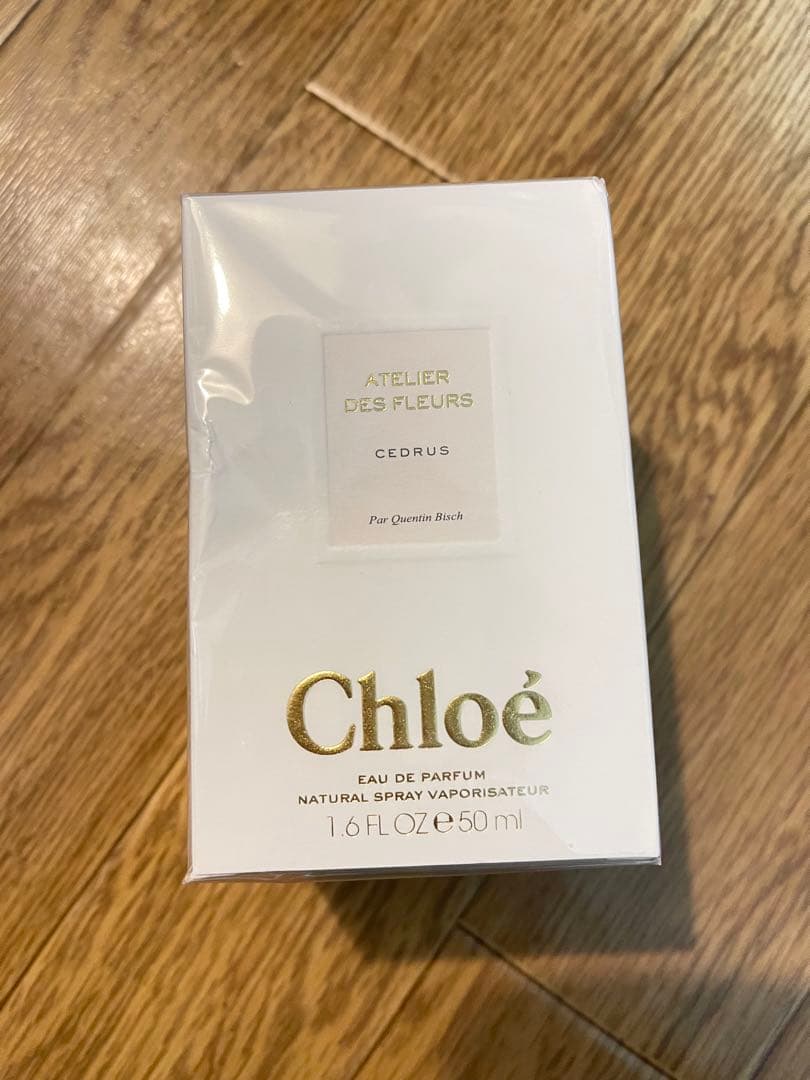 ATELIER
DES FLEURS
CEDRUS
Par Quentin Bisch
Chloé
EAU DE PARFUM
NATURAL SPRAY VAPORISATEUR
1.6 FL OZ ℮ 50 ml